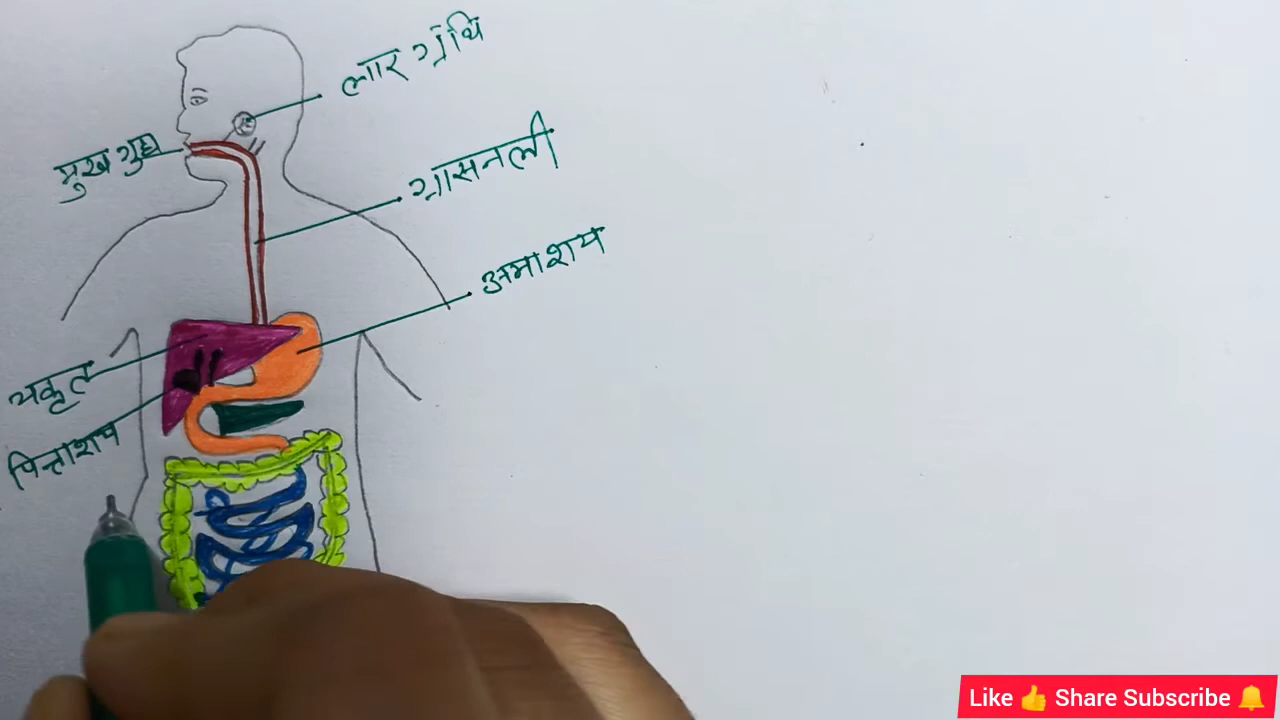 लार ग्रंथि
मुख गुहा
ग्रासनली
अमाशय
यकृत
पित्ताशय
Like 👍 Share Subscribe 🔔